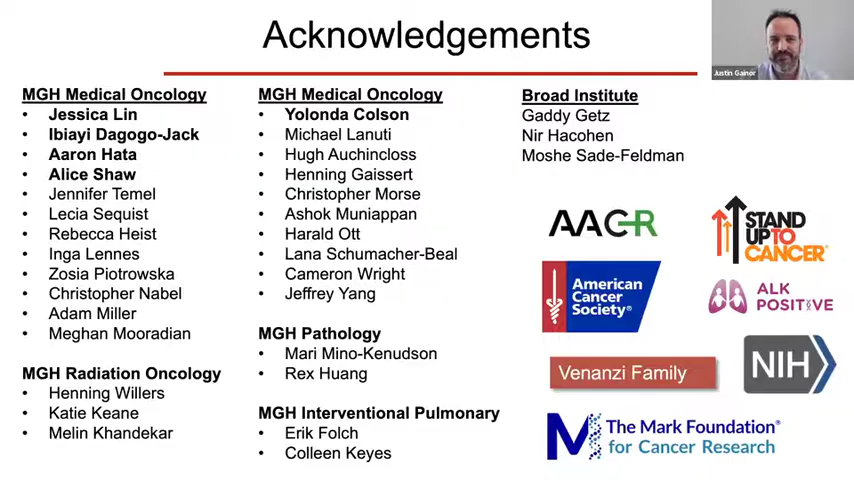 Acknowledgements
Justin Gainor
MGH Medical Oncology
• Jessica Lin
• Ibiayi Dagogo-Jack
• Aaron Hata
• Alice Shaw
• Jennifer Temel
• Lecia Sequist
• Rebecca Heist
• Inga Lennes
• Zosia Piotrowska
• Christopher Nabel
• Adam Miller
• Meghan Mooradian
MGH Radiation Oncology
• Henning Willers
• Katie Keane
• Melin Khandekar
MGH Medical Oncology
• Yolonda Colson
• Michael Lanuti
• Hugh Auchincloss
• Henning Gaissert
• Christopher Morse
• Ashok Muniappan
• Harald Ott
• Lana Schumacher-Beal
• Cameron Wright
• Jeffrey Yang
MGH Pathology
• Mari Mino-Kenudson
• Rex Huang
MGH Interventional Pulmonary
• Erik Folch
• Colleen Keyes
Broad Institute
Gaddy Getz
Nir Hacohen
Moshe Sade-Feldman
AACR
STAND
UP TO
CANCER
American
Cancer
Society®
ALK
POSITIVE
Venanzi Family
NIH
M The Mark Foundation®
for Cancer Research